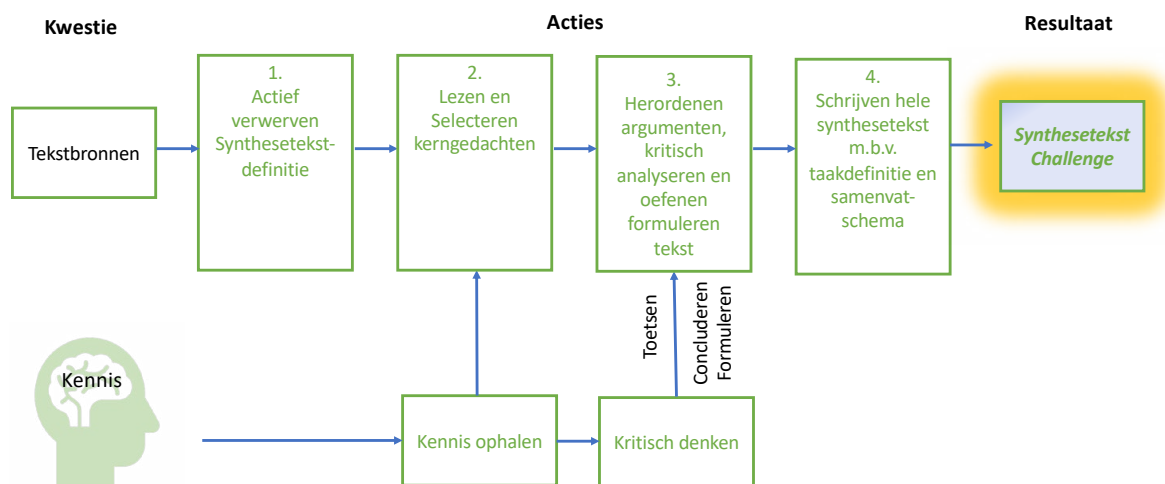 Kwestie
Acties
Resultaat
Tekstbronnen
1.
Actief
verwerven
Synthesetekst-
definitie
2.
Lezen en
Selecteren
kerngedachten
3.
Herordenen
argumenten,
kritisch
analyseren en
oefenen
formuleren
tekst
4.
Schrijven hele
synthesetekst
m.b.v.
taakdefinitie en
samenvat-
schema
Synthesetekst
Challenge
Toetsen
Concluderen
Formuleren
Kennis
Kennis ophalen
Kritisch denken